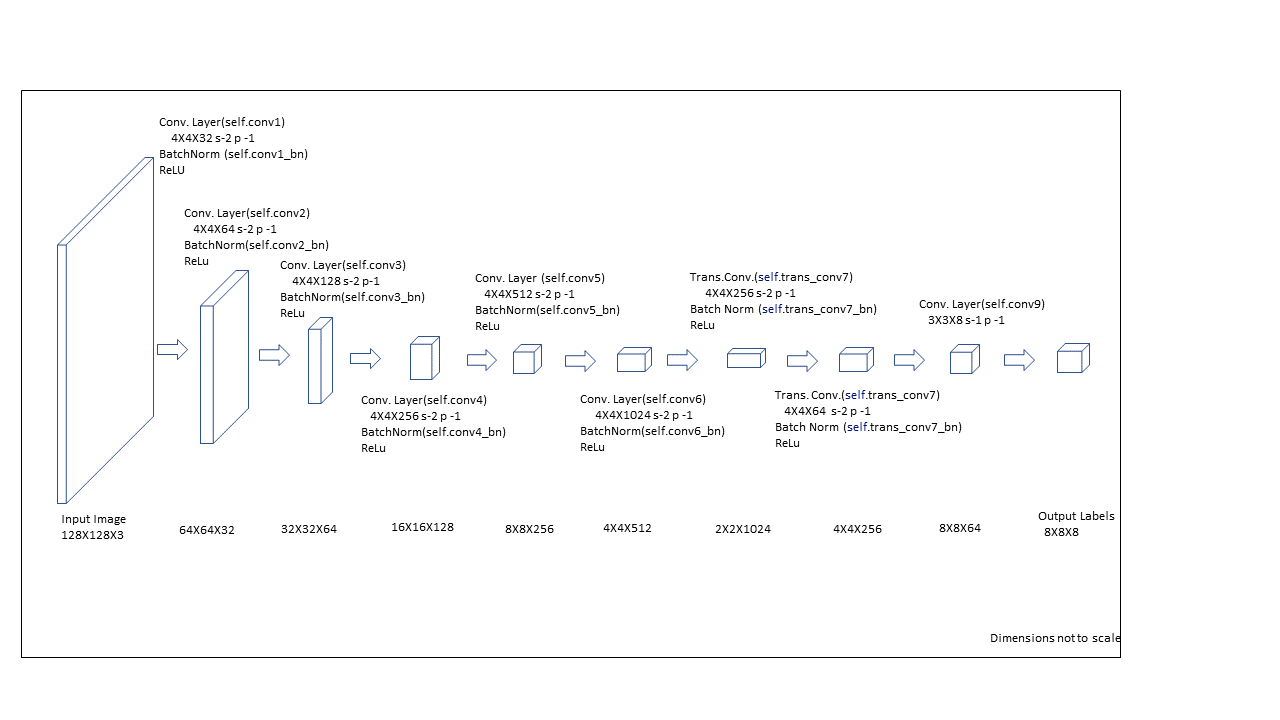 Conv. Layer(self.conv1)
4X4X32 s-2 p -1
BatchNorm (self.conv1_bn)
ReLU
Conv. Layer(self.conv2)
4X4X64 s-2 p -1
BatchNorm(self.conv2_bn)
ReLu
Conv. Layer(self.conv3)
4X4X128 s-2 p-1
BatchNorm(self.conv3_bn)
ReLu
Conv. Layer(self.conv4)
4X4X256 s-2 p -1
BatchNorm(self.conv4_bn)
ReLu
Conv. Layer (self.conv5)
4X4X512 s-2 p -1
BatchNorm(self.conv5_bn)
ReLu
Conv. Layer(self.conv6)
4X4X1024 s-2 p -1
BatchNorm(self.conv6_bn)
ReLu
Trans.Conv.(self.trans_conv7)
4X4X256 s-2 p -1
Batch Norm (self.trans_conv7_bn)
ReLu
Trans. Conv.(self.trans_conv7)
4X4X64 s-2 p -1
Batch Norm (self.trans_conv7_bn)
ReLu
Conv. Layer(self.conv9)
3X3X8 s-1 p -1
Input Image
128X128X3
64X64X32
32X32X64
16X16X128
8X8X256
4X4X512
2X2X1024
4X4X256
8X8X64
Output Labels
8X8X8
Dimensions not to scale